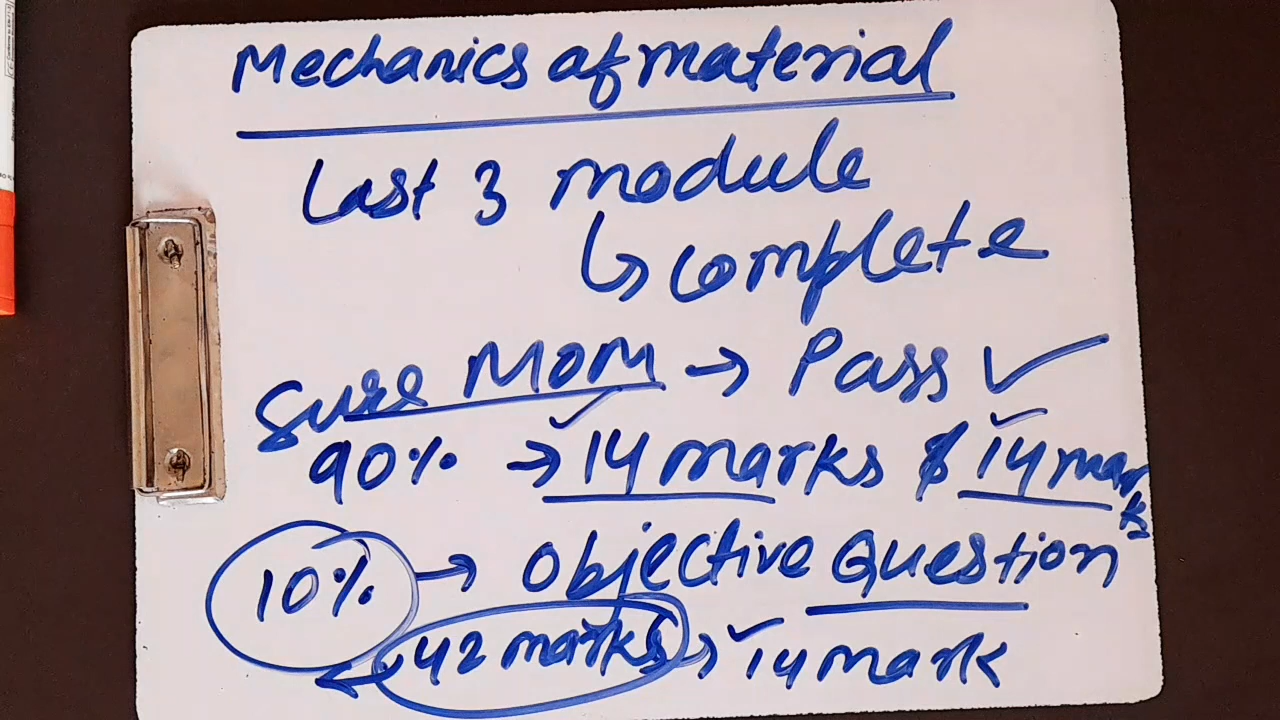 Mechanics of material
Last 3 module
↳ complete
Sure MOM → Pass ✓
90% → 14 marks & 14 marks
10% → Objective Question
42 marks → 14 mark